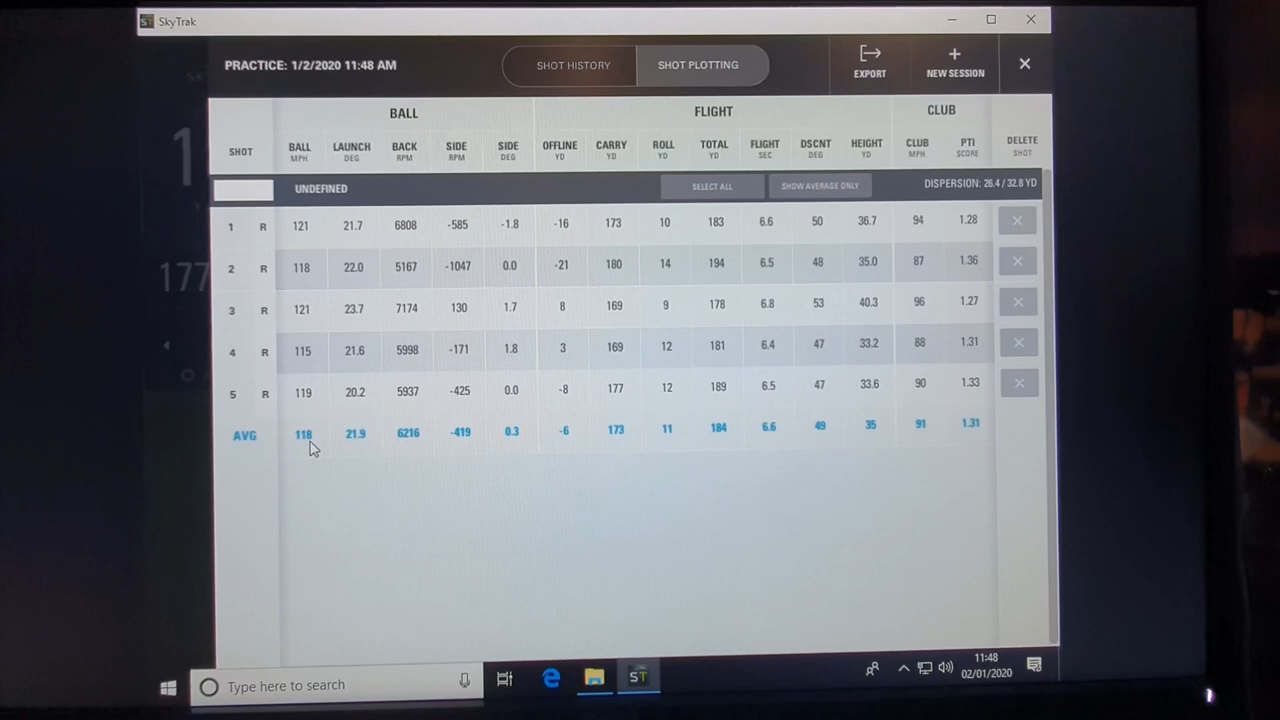 SkyTrak
PRACTICE: 1/2/2020 11:48 AM
SHOT HISTORY
SHOT PLOTTING
EXPORT
NEW SESSION
BALL FLIGHT CLUB
SHOT BALL MPH LAUNCH DEG BACK RPM SIDE RPM SIDE DEG OFFLINE YD CARRY YD ROLL YD TOTAL YD FLIGHT SEC DSCNT DEG HEIGHT YD CLUB MPH PTI SCORE DELETE SHOT
UNDEFINED SELECT ALL SHOW AVERAGE ONLY DISPERSION: 26.4 / 32.8 YD
1 R 121 21.7 6808 -585 -1.8 -16 173 10 183 6.6 50 36.7 94 1.28
2 R 118 22.0 5167 -1047 0.0 -21 180 14 194 6.5 48 35.0 87 1.36
3 R 121 23.7 7174 130 1.7 8 169 9 178 6.8 53 40.3 96 1.27
4 R 115 21.6 5998 -171 1.8 3 169 12 181 6.4 47 33.2 88 1.31
5 R 119 20.2 5937 -425 0.0 -8 177 12 189 6.5 47 33.6 90 1.33
AVG 118 21.9 6216 -419 0.3 -6 173 11 184 6.6 49 35 91 1.31
177
Type here to search
ST
11:48
02/01/2020